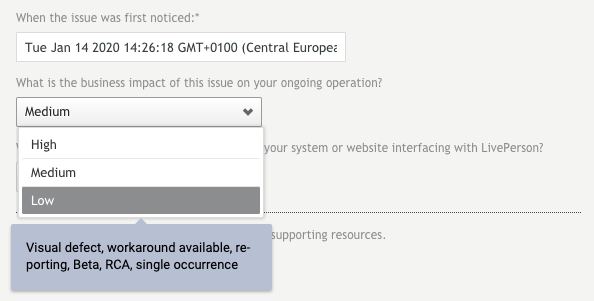 When the issue was first noticed:*
Tue Jan 14 2020 14:26:18 GMT+0100 (Central Europea
What is the business impact of this issue on your ongoing operation?
Medium
High
your system or website interfacing with LivePerson?
Medium
Low
supporting resources.
Visual defect, workaround available, re-
porting, Beta, RCA, single occurrence